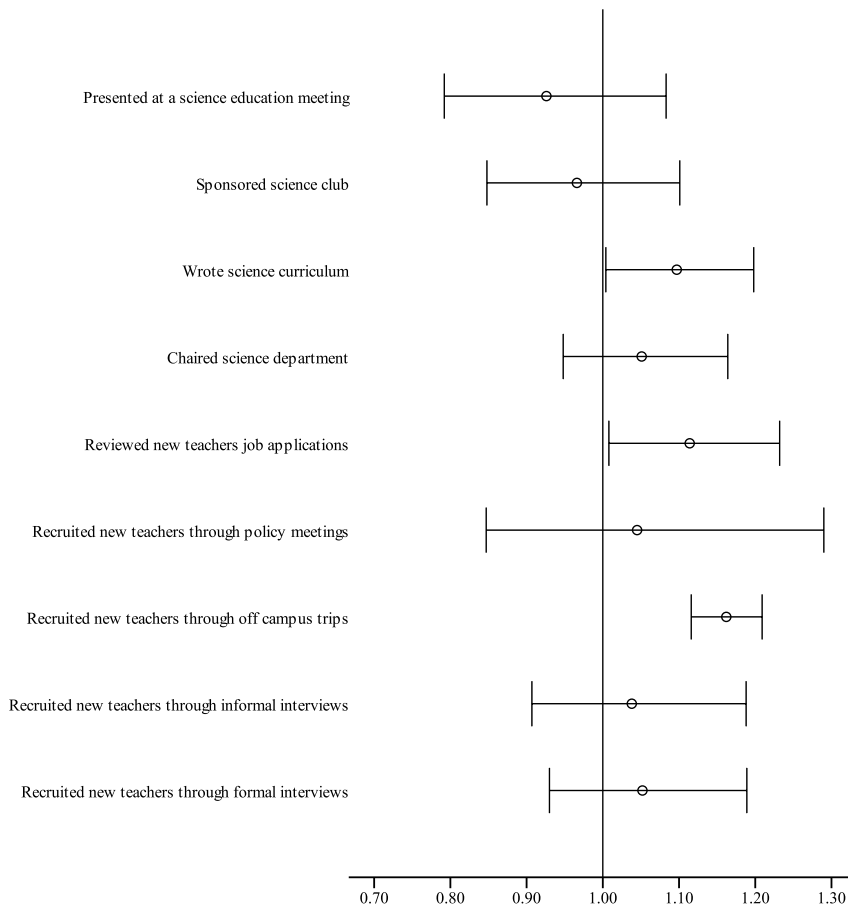 Presented at a science education meeting
Sponsored science club
Wrote science curriculum
Chaired science department
Reviewed new teachers job applications
Recruited new teachers through policy meetings
Recruited new teachers through off campus trips
Recruited new teachers through informal interviews
Recruited new teachers through formal interviews
0.70 0.80 0.90 1.00 1.10 1.20 1.30